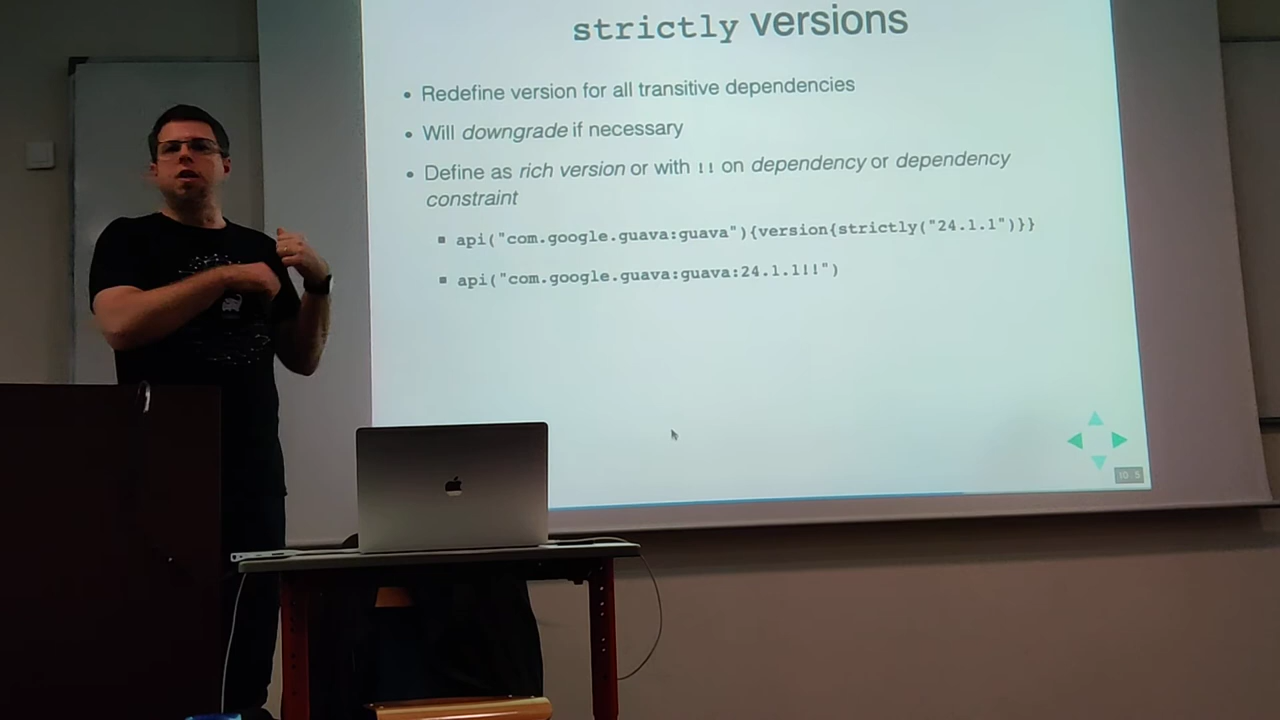 strictly versions
Redefine version for all transitive dependencies
Will downgrade if necessary
Define as rich version or with !! on dependency or dependency
constraint
api("com.google.guava:guava"){version{strictly("24.1.1")}}
api("com.google.guava:guava:24.1.1!!")
10.5